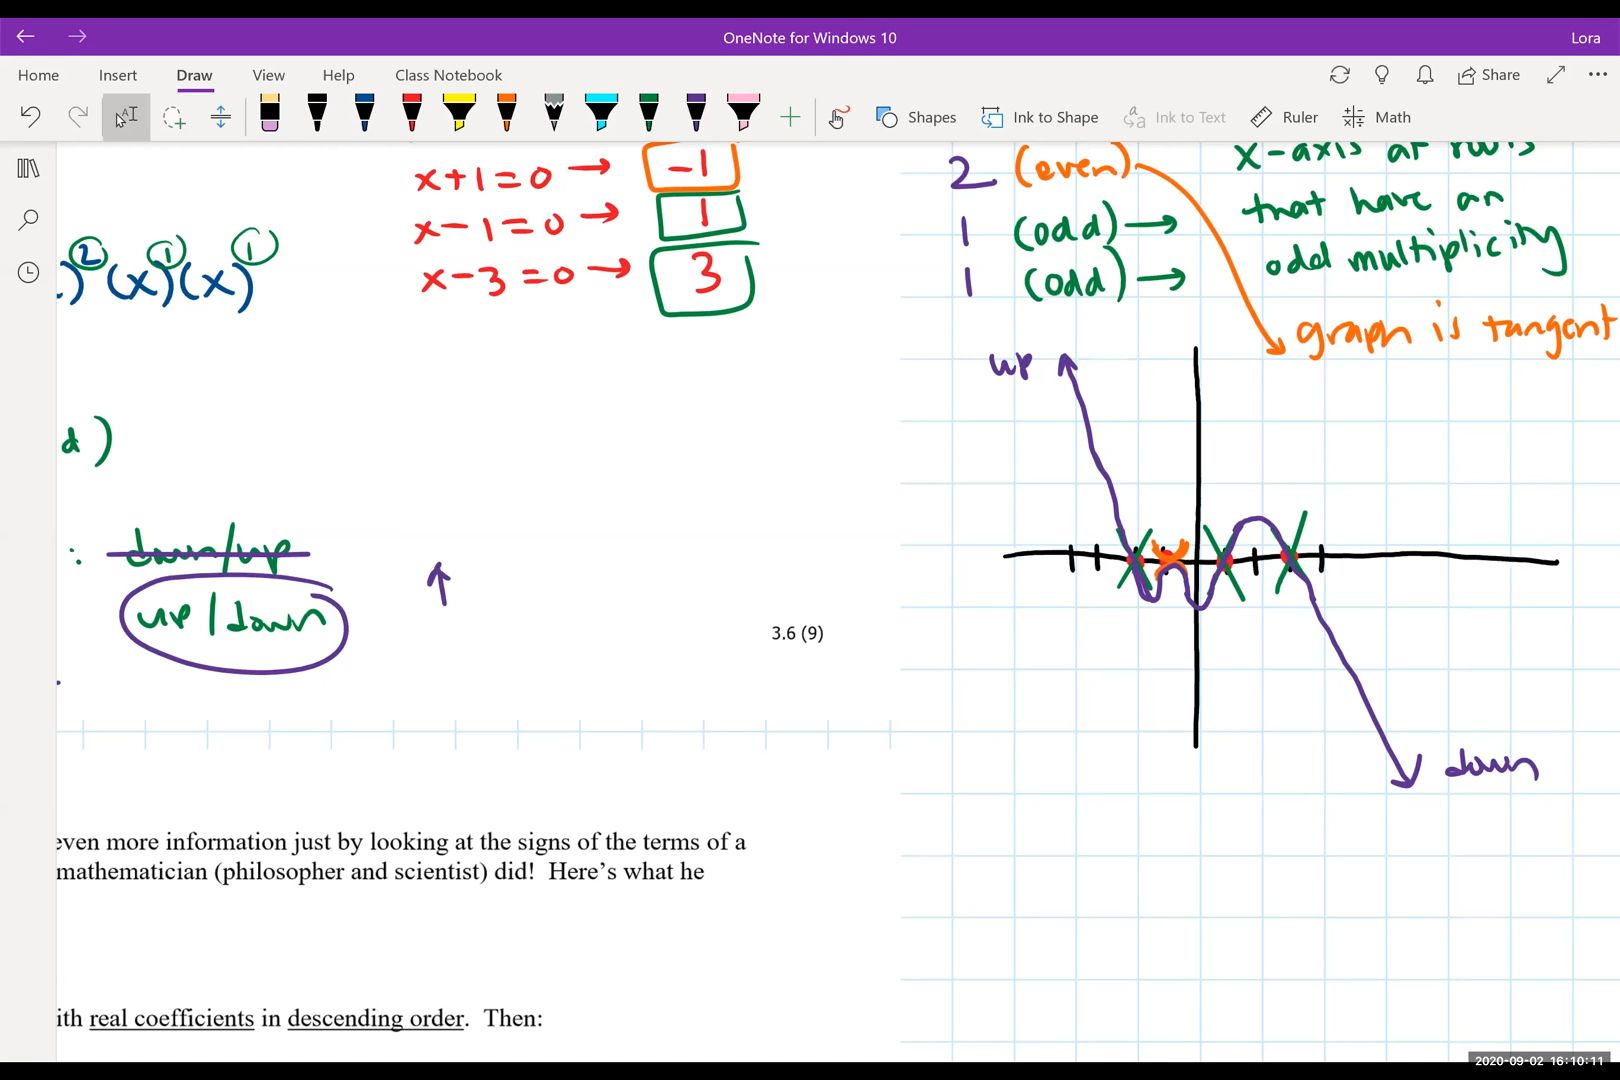 OneNote for Windows 10
Lora
Home Insert Draw View Help Class Notebook
Share
Shapes Ink to Shape Ink to Text Ruler Math
x+1=0 → -1
x-1=0 → 1
x-3=0 → 3
)² (x)¹(x)¹
d)
: down/up
up/down
↑
3.6 (9)
even more information just by looking at the signs of the terms of a
mathematician (philosopher and scientist) did! Here's what he
ith real coefficients in descending order. Then:
2 (even)
1 (odd) →
1 (odd) →
x-axis at roots
that have an
odd multiplicity
graph is tangent
up
down
2020-09-02 16:10:11